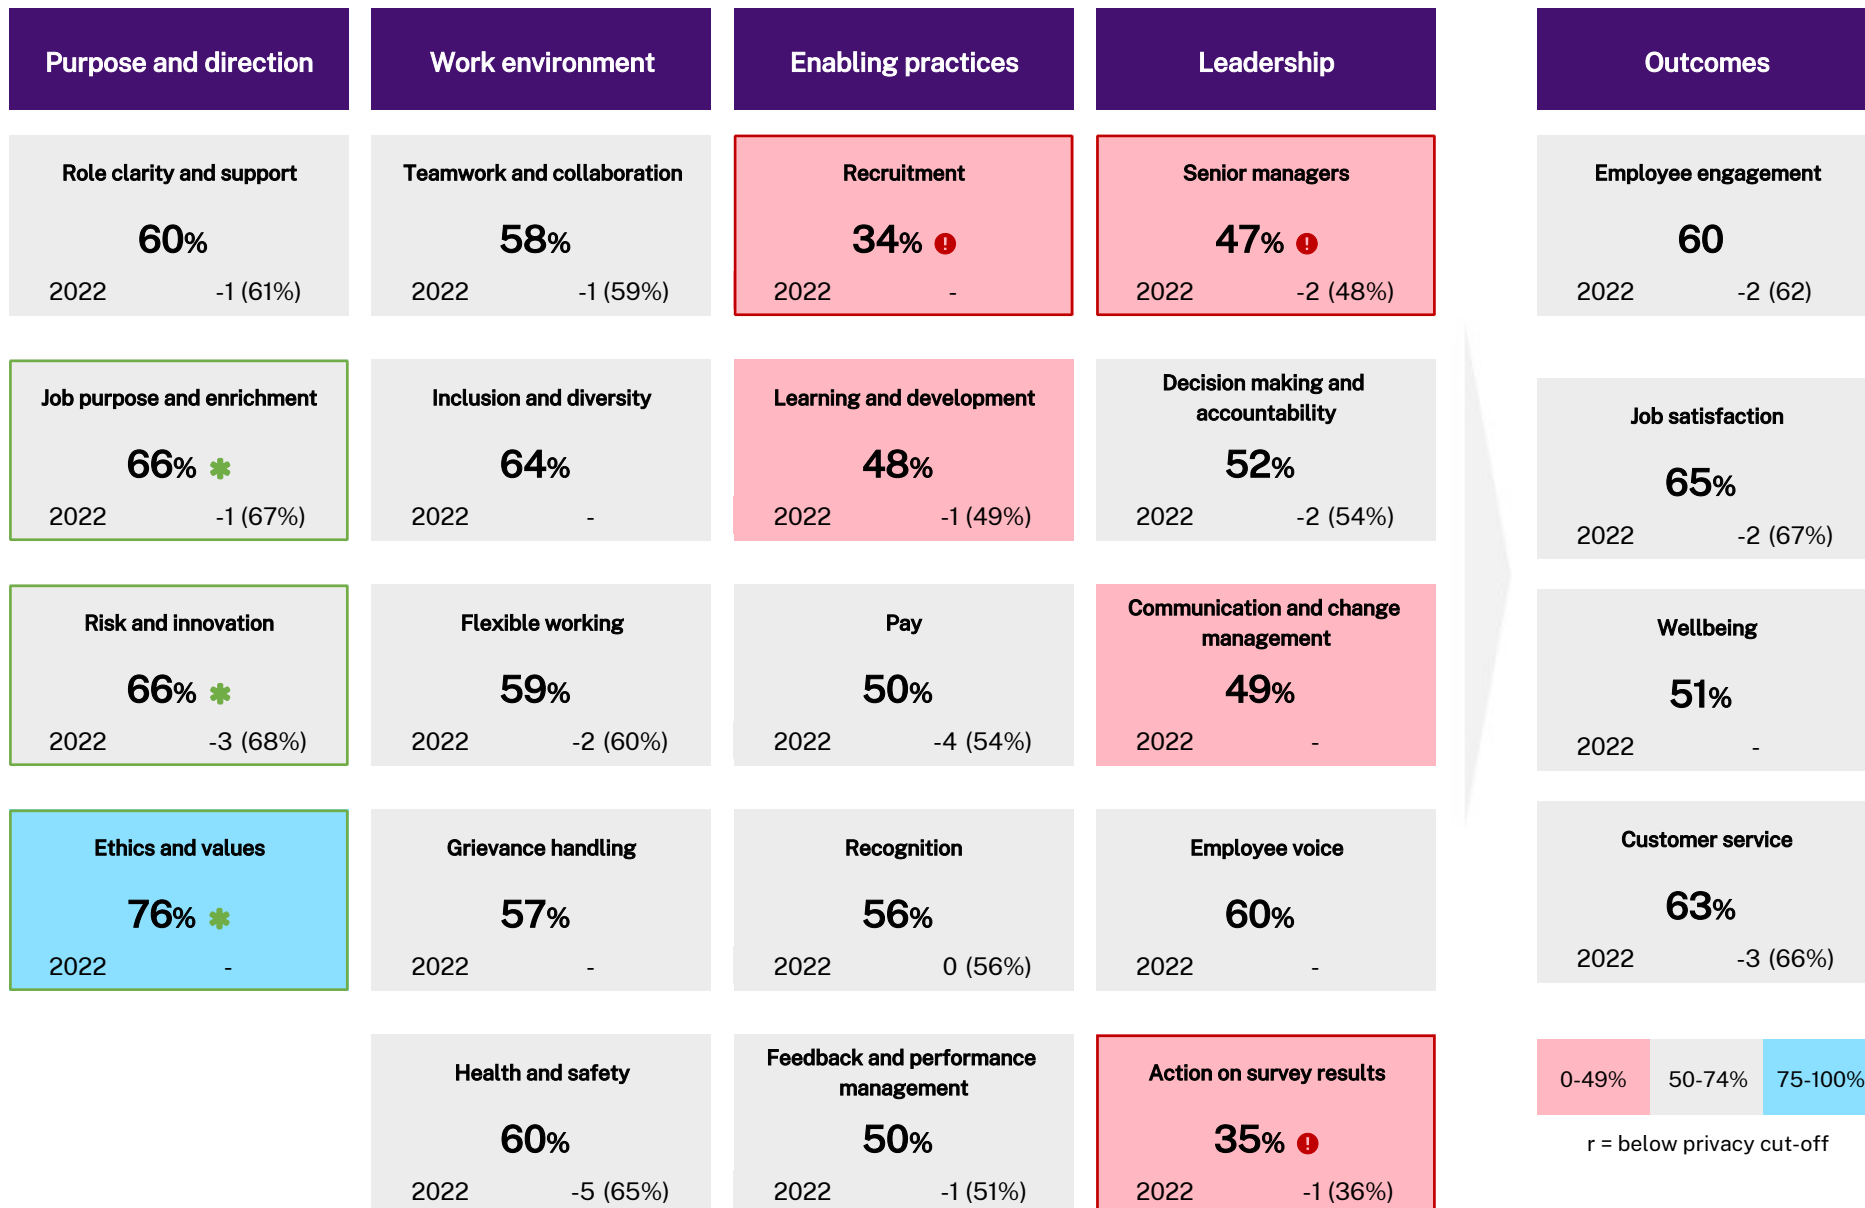 Purpose and direction
Role clarity and support
60%
2022 -1 (61%)
Job purpose and enrichment
66%
2022 -1 (67%)
Risk and innovation
66%
2022 -3 (68%)
Ethics and values
76%
2022 -
Work environment
Teamwork and collaboration
58%
2022 -1 (59%)
Inclusion and diversity
64%
2022 -
Flexible working
59%
2022 -2 (60%)
Grievance handling
57%
2022 -
Health and safety
60%
2022 -5 (65%)
Enabling practices
Recruitment
34%
2022 -
Learning and development
48%
2022 -1 (49%)
Pay
50%
2022 -4 (54%)
Recognition
56%
2022 0 (56%)
Feedback and performance
management
50%
2022 -1 (51%)
Leadership
Senior managers
47%
2022 -2 (48%)
Decision making and
accountability
52%
2022 -2 (54%)
Communication and change
management
49%
2022 -
Employee voice
60%
2022 -
Action on survey results
35%
2022 -1 (36%)
Outcomes
Employee engagement
60
2022 -2 (62)
Job satisfaction
65%
2022 -2 (67%)
Wellbeing
51%
2022 -
Customer service
63%
2022 -3 (66%)
0-49% 50-74% 75-100%
r = below privacy cut-off